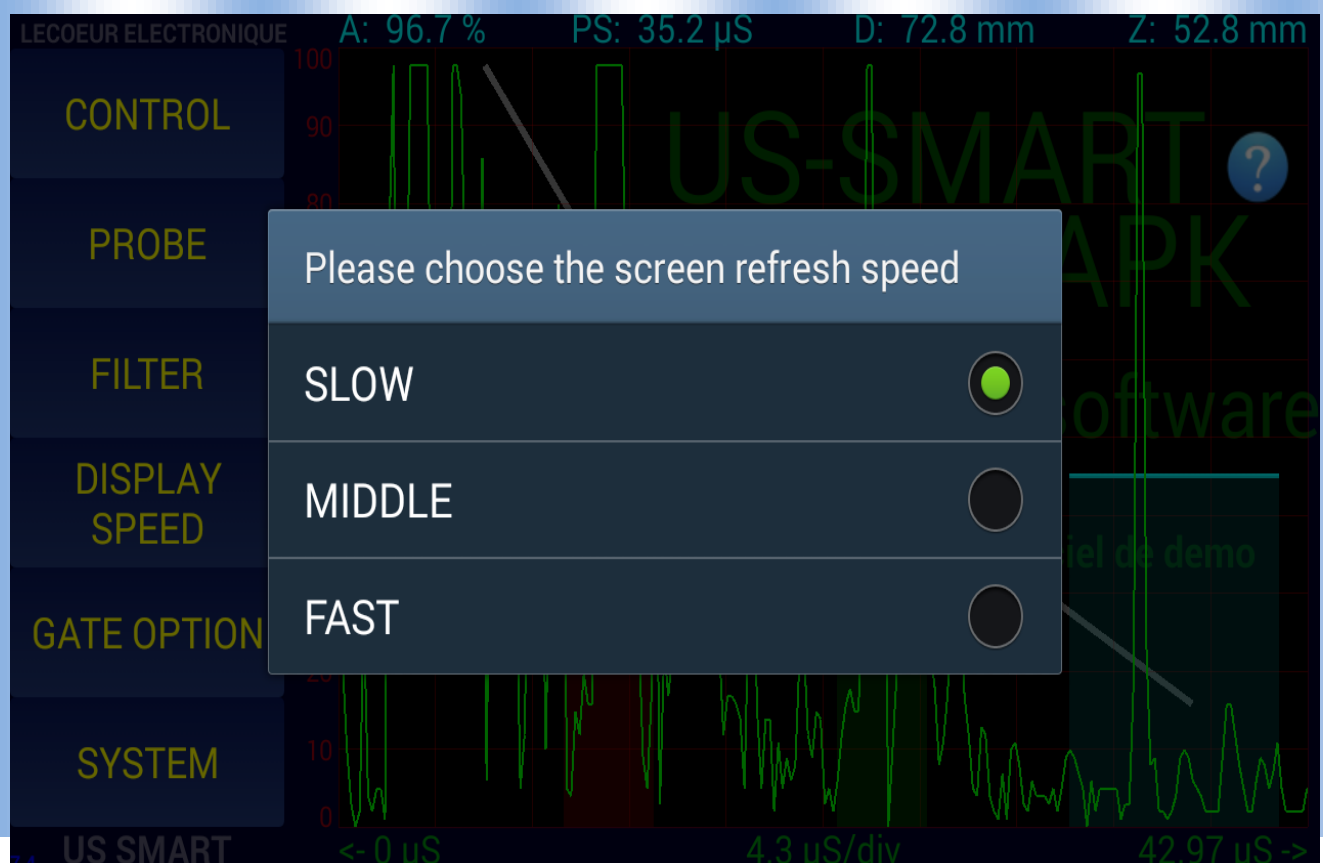 LECOEUR ELECTRONIQUE
A: 96.7 %
PS: 35.2 µS
D: 72.8 mm
Z: 52.8 mm
100
90
80
20
10
0
CONTROL
PROBE
FILTER
DISPLAY
SPEED
GATE OPTION
SYSTEM
US-SMART
APK
software
iel de demo
?
Please choose the screen refresh speed
SLOW
MIDDLE
FAST
US SMART
<- 0 uS
4.3 uS/div
42.97 uS ->